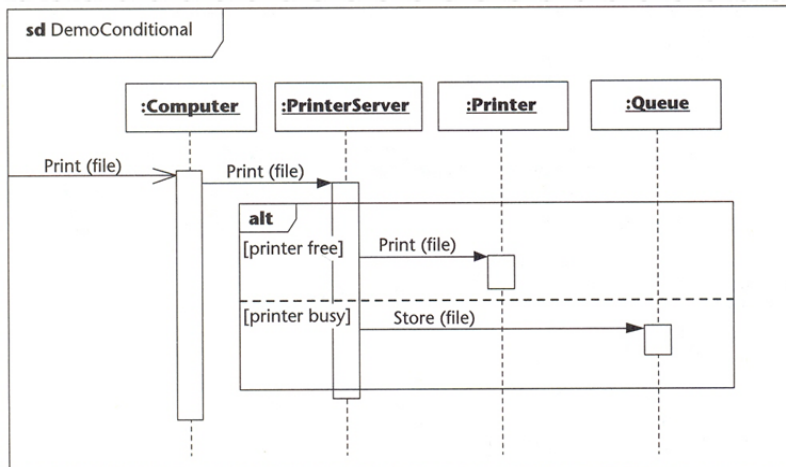 sd DemoConditional
:Computer
:PrinterServer
:Printer
:Queue
Print (file)
Print (file)
alt
[printer free]
Print (file)
[printer busy]
Store (file)